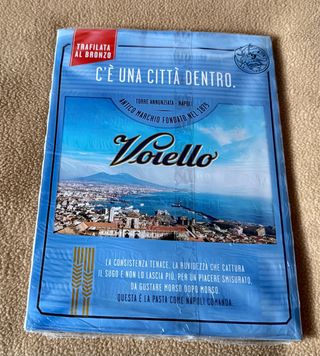 TRAFILATA
AL BRONZO
C'È UNA CITTÀ DENTRO.
TORRE ANNUNZIATA - NAPOLI
ANTICO MARCHIO FONDATO NEL 1879
Voiello
LA CONSISTENZA TENACE. LA RUVIDEZZA CHE CATTURA
IL SUGO E NON LO LASCIA PIÙ. PER UN PIACERE SMISURATO
DA GUSTARE MORSO DOPO MORSO.
QUESTA È LA PASTA COME NAPOLI COMANDA.